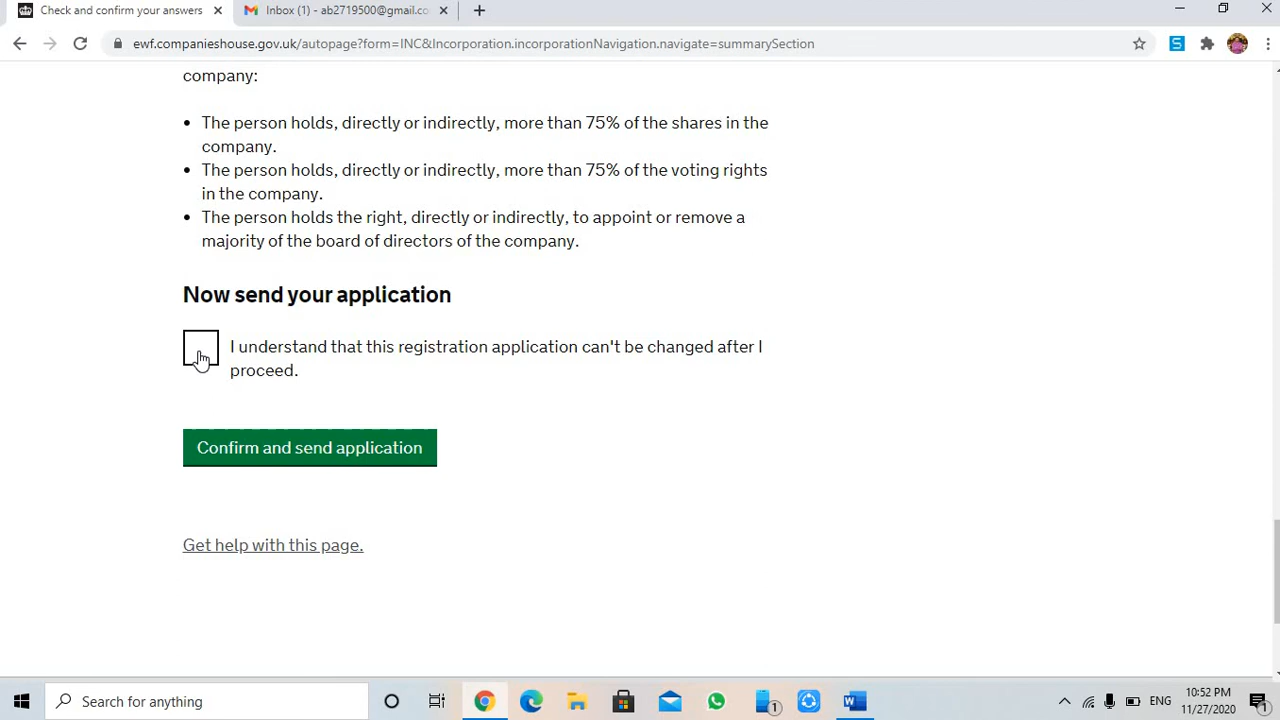 Check and confirm your answers
Inbox (1) - ab2719500@gmail.co
ewf.companieshouse.gov.uk/autopage?form=INC&Incorporation.incorporationNavigation.navigate=summarySection
company:
• The person holds, directly or indirectly, more than 75% of the shares in the
company.
• The person holds, directly or indirectly, more than 75% of the voting rights
in the company.
• The person holds the right, directly or indirectly, to appoint or remove a
majority of the board of directors of the company.
Now send your application
I understand that this registration application can't be changed after I
proceed.
Confirm and send application
Get help with this page.
Search for anything
1
ENG
10:52 PM
11/27/2020
1